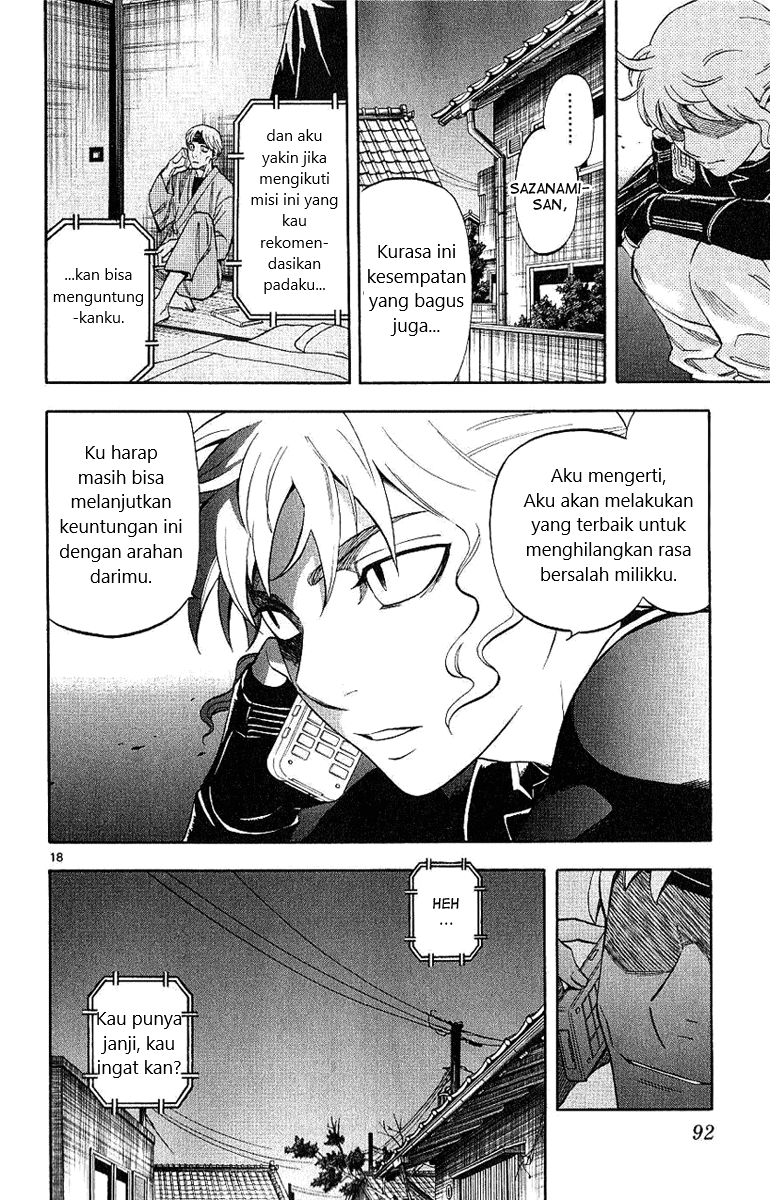 ......
SAZANAMI-
SAN,
Kurasa ini
kesempatan
yang bagus
juga...
dan aku
yakin jika
mengikuti
misi ini yang
kau
rekomen-
dasikan
padaku...
...kan bisa
menguntung
-kanku.
Aku mengerti,
Aku akan melakukan
yang terbaik untuk
menghilangkan rasa
bersalah milikku.
Ku harap
masih bisa
melanjutkan
keuntungan ini
dengan arahan
darimu.
18
HEH
...
Kau punya
janji, kau
ingat kan?
92